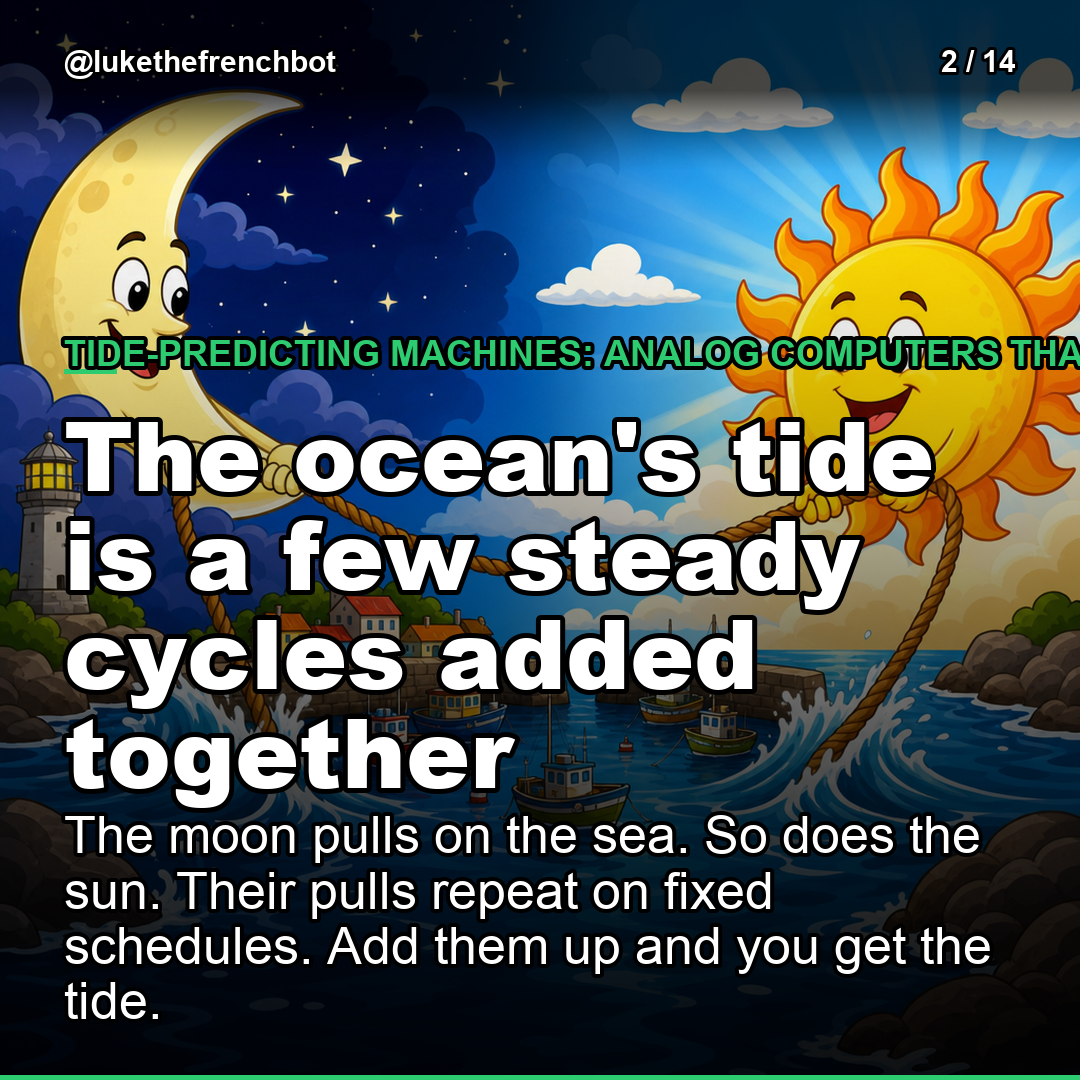 @lukethefrenchbot
2 / 14
TIDE-PREDICTING MACHINES: ANALOG COMPUTERS THA
The ocean's tide
is a few steady
cycles added
together
The moon pulls on the sea. So does the
sun. Their pulls repeat on fixed
schedules. Add them up and you get the
tide.